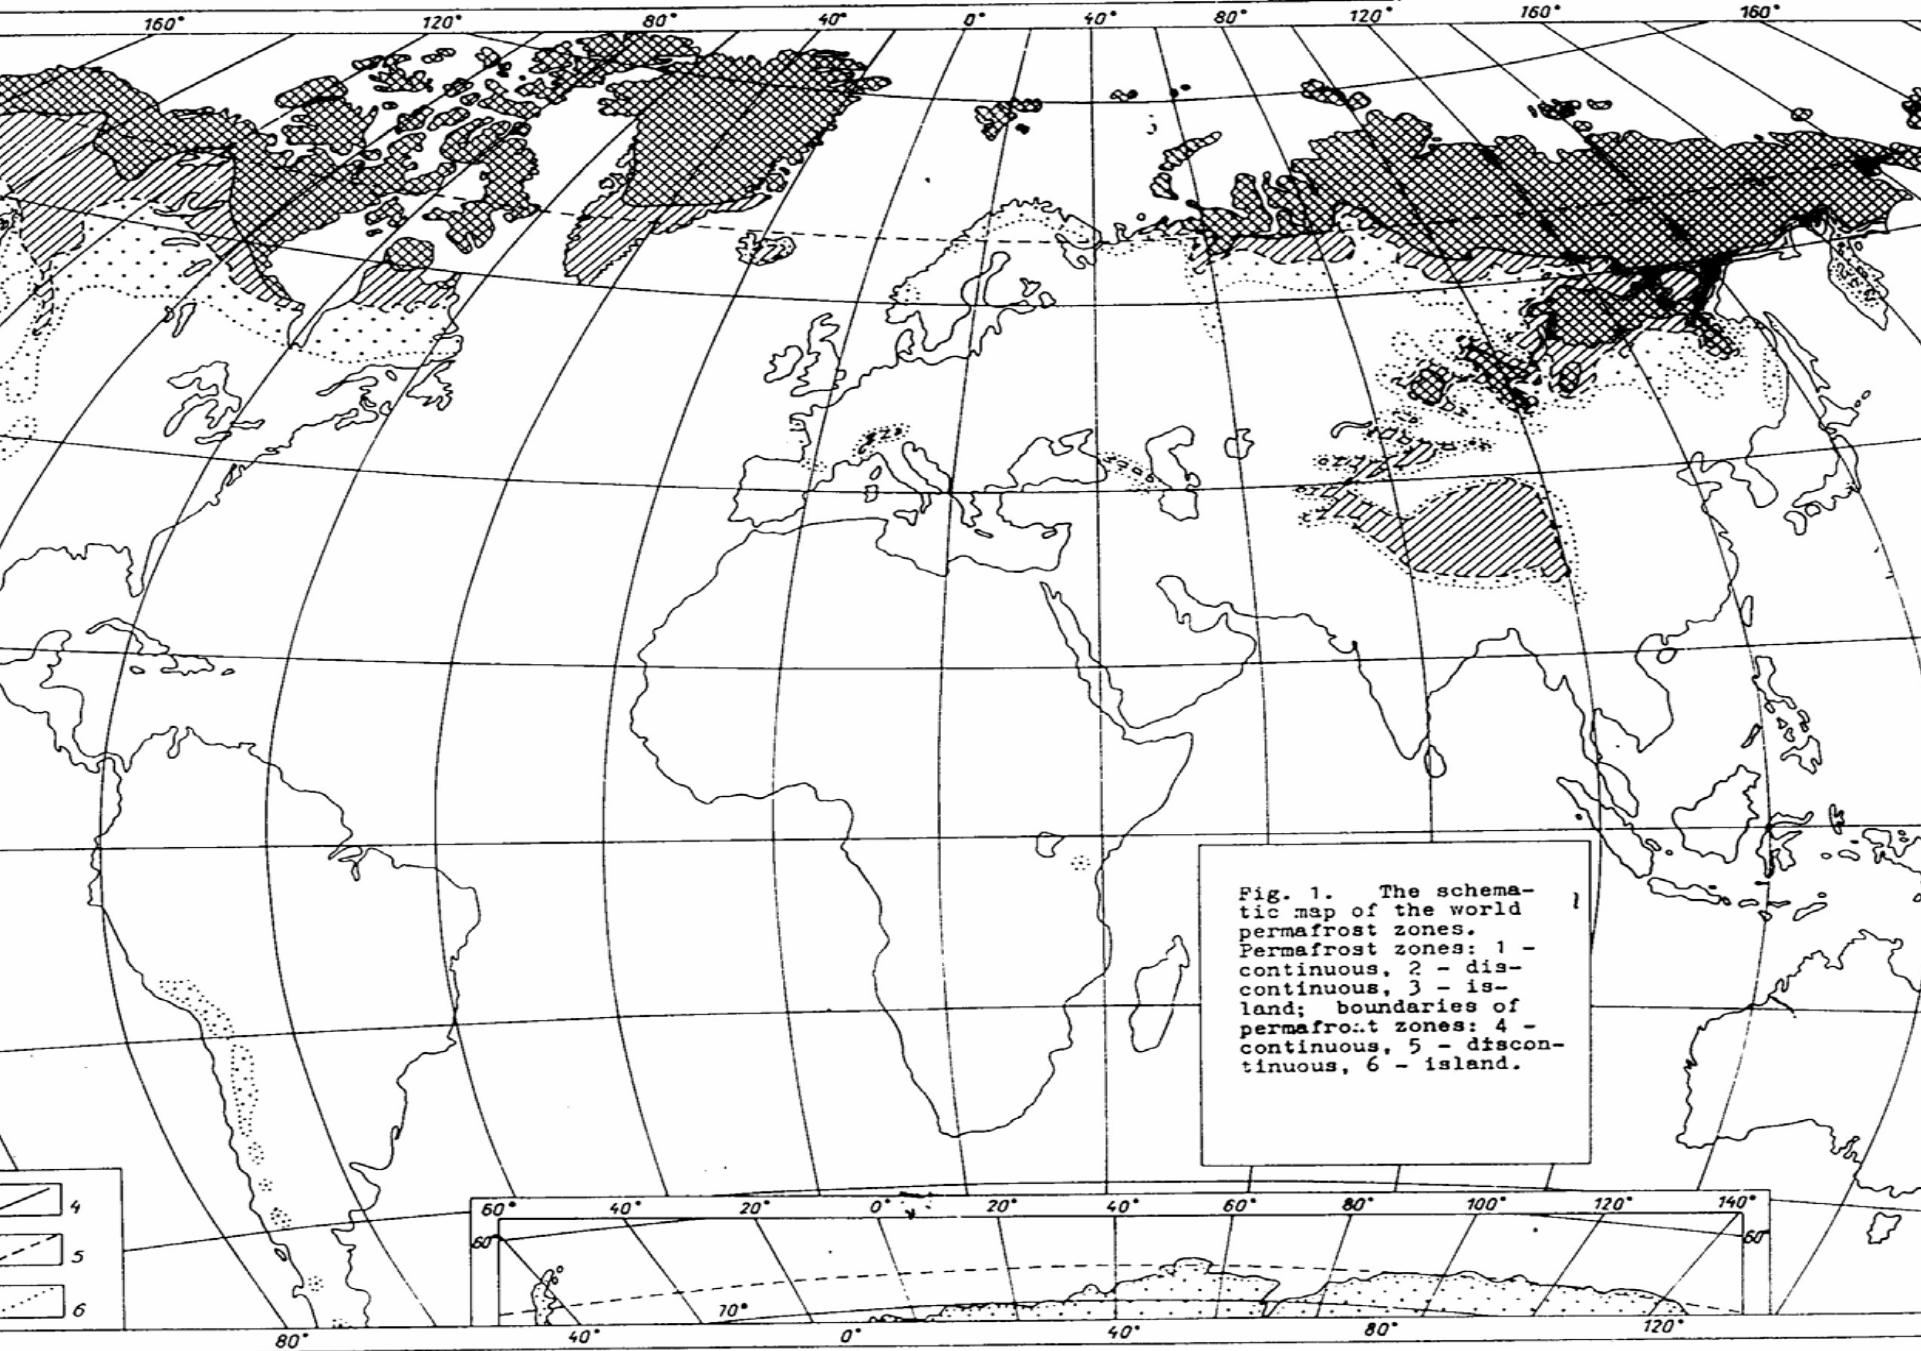 160° 120° 80° 40° 0° 40° 80° 120° 160° 160°
Fig. 1. The schema-
tic map of the world
permafrost zones.
Permafrost zones: 1 -
continuous, 2 - dis-
continuous, 3 - is-
land; boundaries of
permafrost zones: 4 -
continuous, 5 - discon-
tinuous, 6 - island.
4
5
6
60° 40° 20° 0° 20° 40° 60° 80° 100° 120° 140°
60° 60°
70°
80° 40° 0° 40° 80° 120°